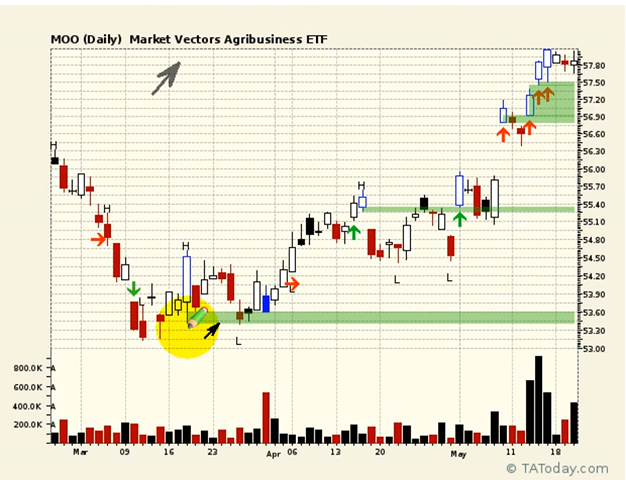 MOO (Daily) Market Vectors Agribusiness ETF
57.80
57.50
57.20
56.90
56.60
56.30
56.00
55.70
55.40
55.10
54.80
54.50
54.20
53.90
53.60
53.30
53.00
H
H
H
H
L
L
L
L
800.0K A
600.0K A
400.0K A
200.0K A
Mar 09 16 23 Apr 06 13 20 May 11 18
© TAToday.com